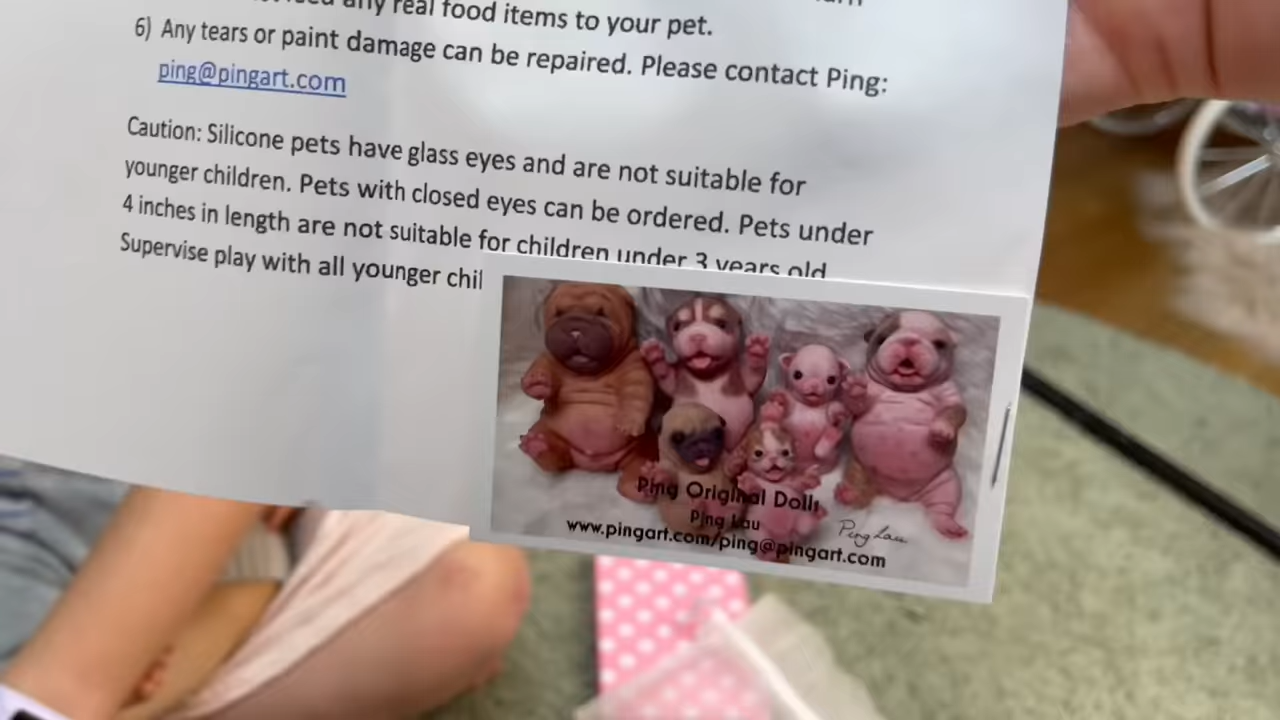 any real food items to your pet.
6) Any tears or paint damage can be repaired. Please contact Ping:
ping@pingart.com
Caution: Silicone pets have glass eyes and are not suitable for
younger children. Pets with closed eyes can be ordered. Pets under
4 inches in length are not suitable for children under 3 years old
Supervise play with all younger chil
Ping Original Dolls
Ping Lau
www.pingart.com/ping@pingart.com
Ping Lau